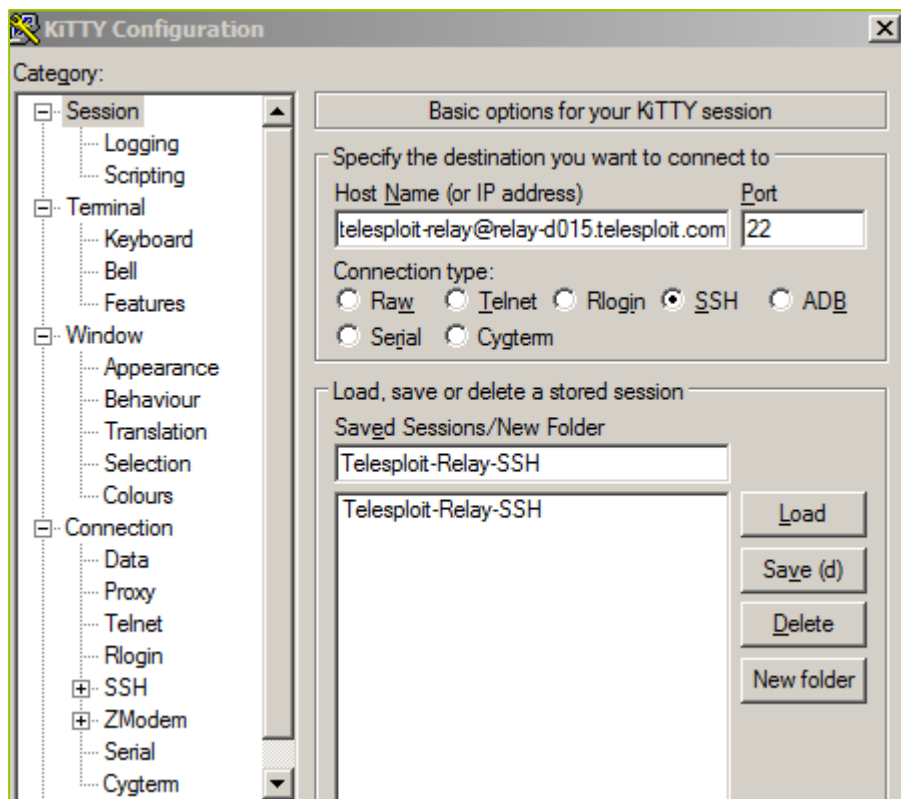 KiTTY Configuration
Category:
Session
Logging
Scripting
Terminal
Keyboard
Bell
Features
Window
Appearance
Behaviour
Translation
Selection
Colours
Connection
Data
Proxy
Telnet
Rlogin
SSH
ZModem
Serial
Cygterm
Basic options for your KiTTY session
Specify the destination you want to connect to
Host Name (or IP address) Port
telesploit-relay@relay-d015.telesploit.com 22
Connection type:
Raw Telnet Rlogin SSH ADB
Serial Cygterm
Load, save or delete a stored session
Saved Sessions/New Folder
Telesploit-Relay-SSH
Telesploit-Relay-SSH
Load
Save (d)
Delete
New folder